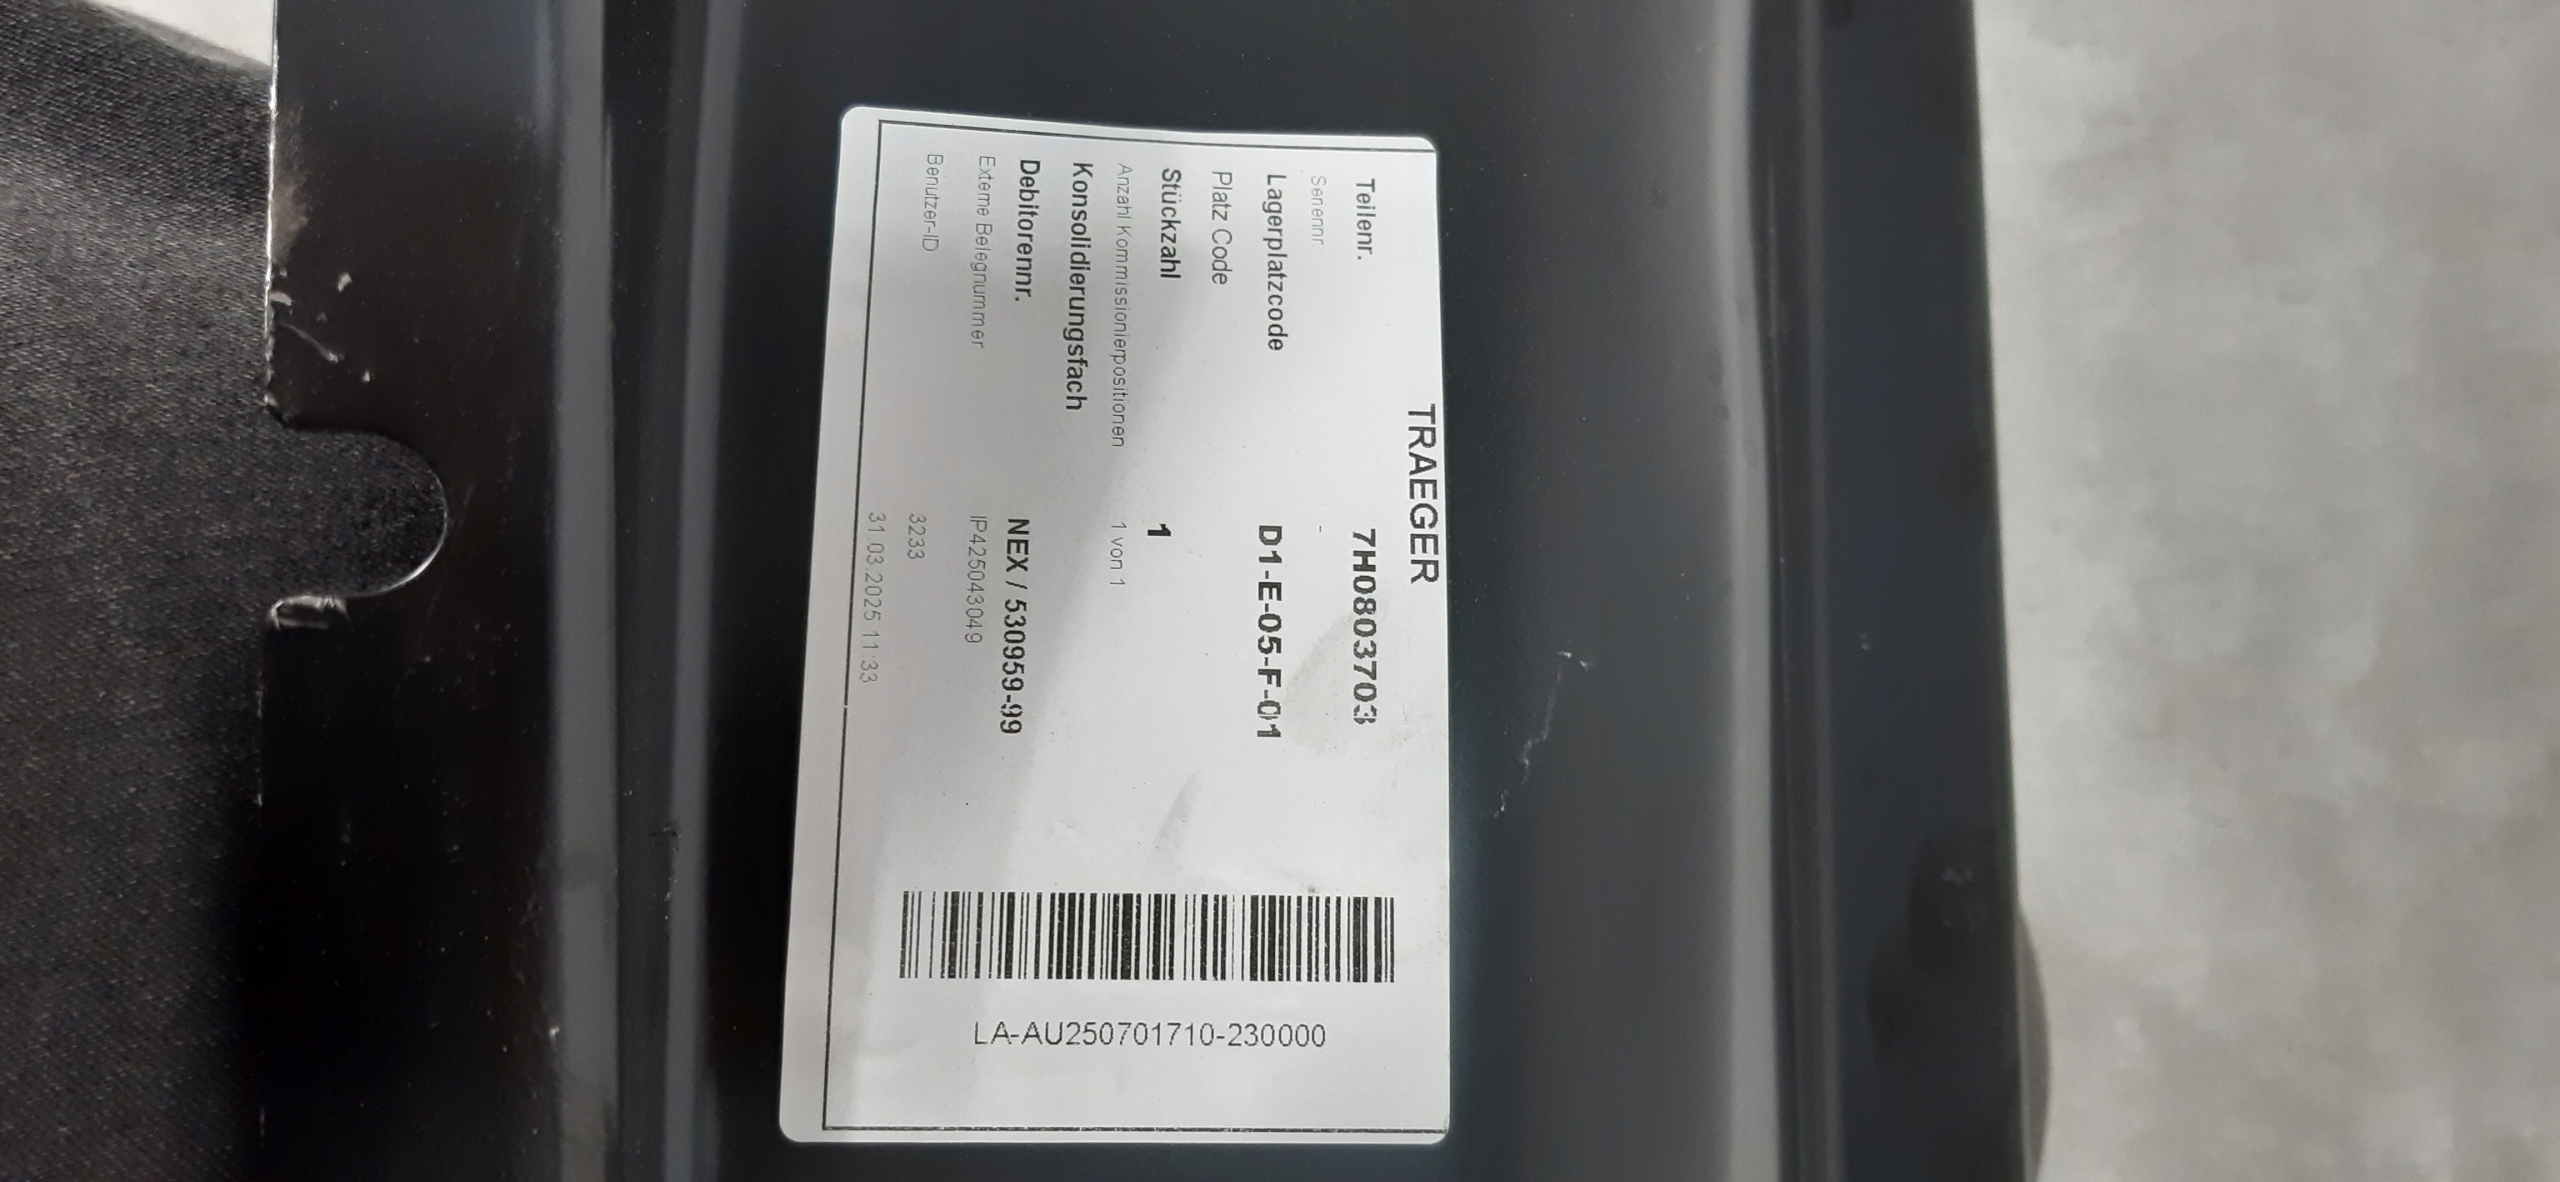 TRAEGER
Teilenr. 7H0803703
Seriennr. -
Lagerplatzcode D1-E-05-F-01
Platz Code
Stückzahl 1
Anzahl Kommissionierpositionen 1 von 1
Konsolidierungsfach
Debitorennr. NEX / 530959-99
Externe Belegnummer IP425043049
Benutzer-ID 3233
31.03.2025 11:33
LA-AU250701710-230000